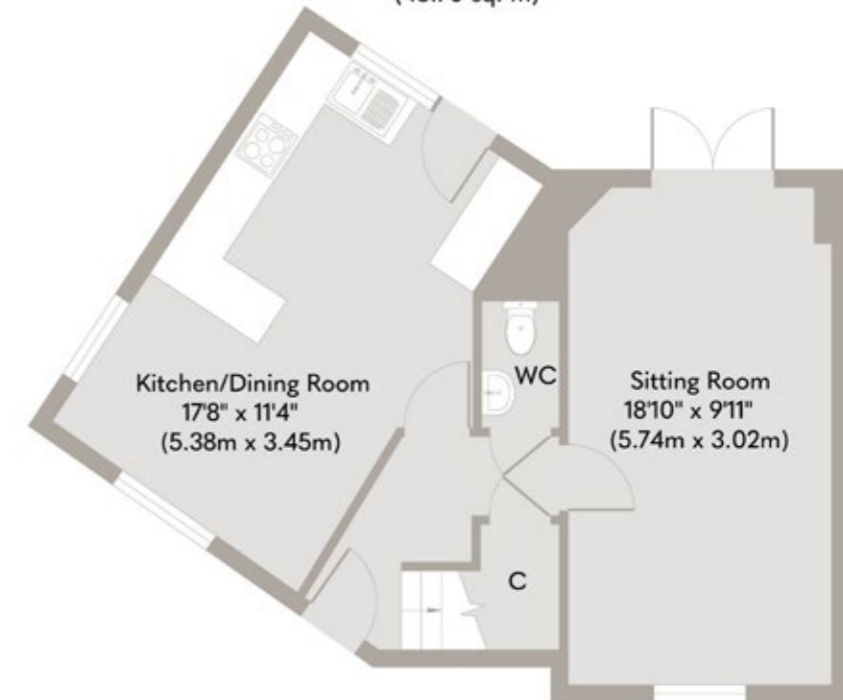 Kitchen/Dining Room
17'8" x 11'4"
(5.38m x 3.45m)
WC
Sitting Room
18'10" x 9'11"
(5.74m x 3.02m)
C